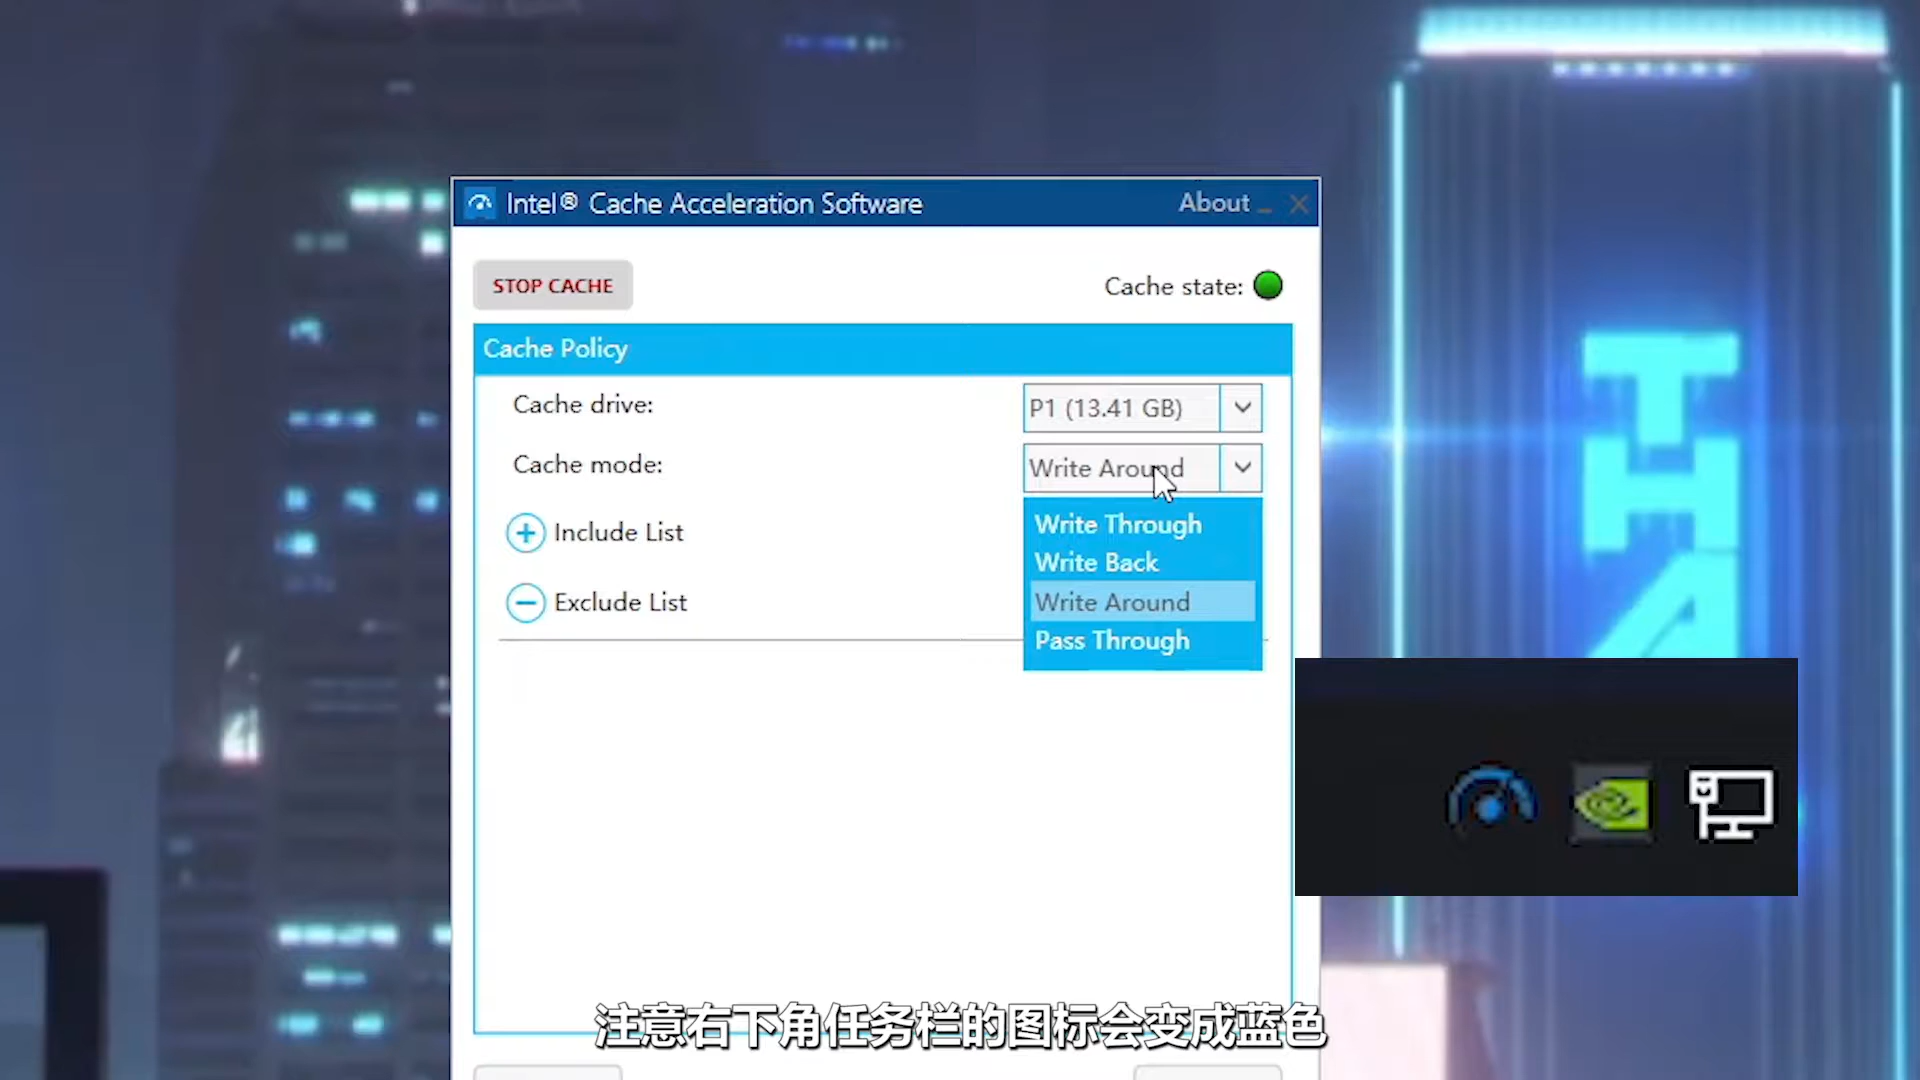 Intel® Cache Acceleration Software
About
STOP CACHE
Cache state:
Cache Policy
Cache drive:
P1 (13.41 GB)
Cache mode:
Write Around
Write Through
Write Back
Write Around
Pass Through
Include List
Exclude List
TH
注意右下角任务栏的图标会变成蓝色